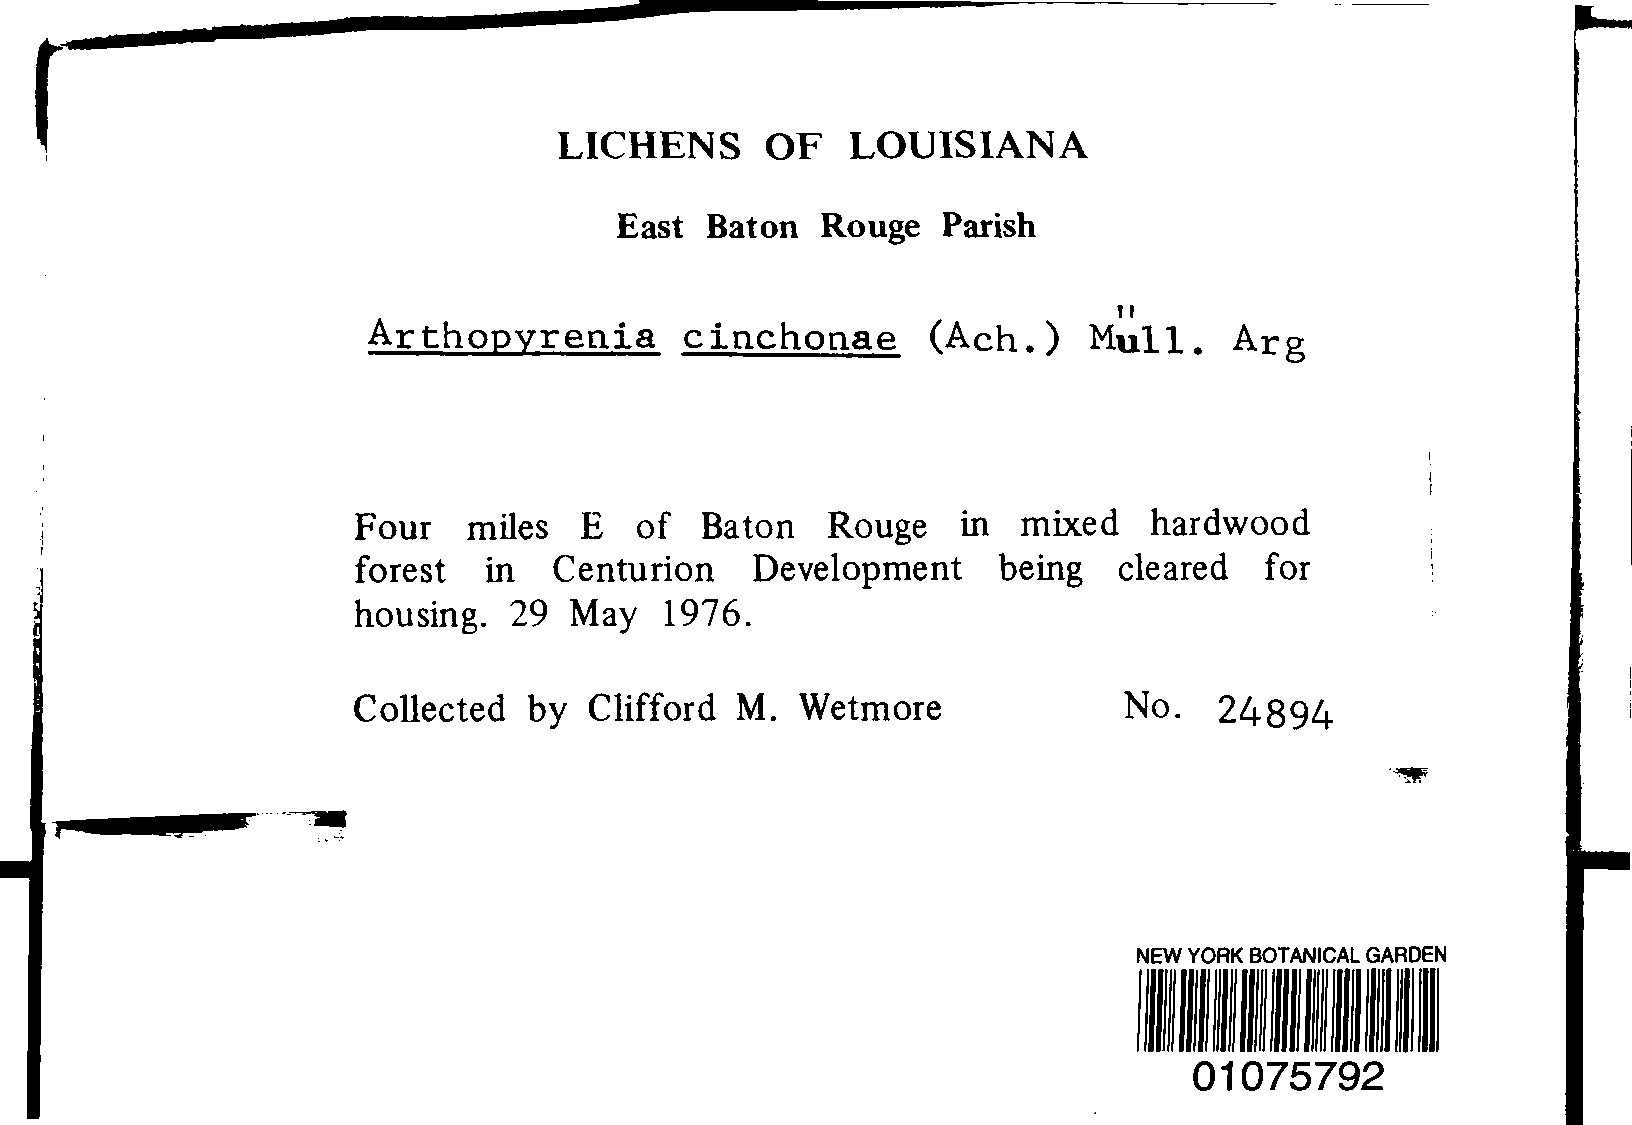 LICHENS OF LOUISIANA
East Baton Rouge Parish
Arthopyrenia cinchonae (Ach.) Müll. Arg
Four miles E of Baton Rouge in mixed hardwood
forest in Centurion Development being cleared for
housing. 29 May 1976.
Collected by Clifford M. Wetmore No. 24894
NEW YORK BOTANICAL GARDEN
01075792